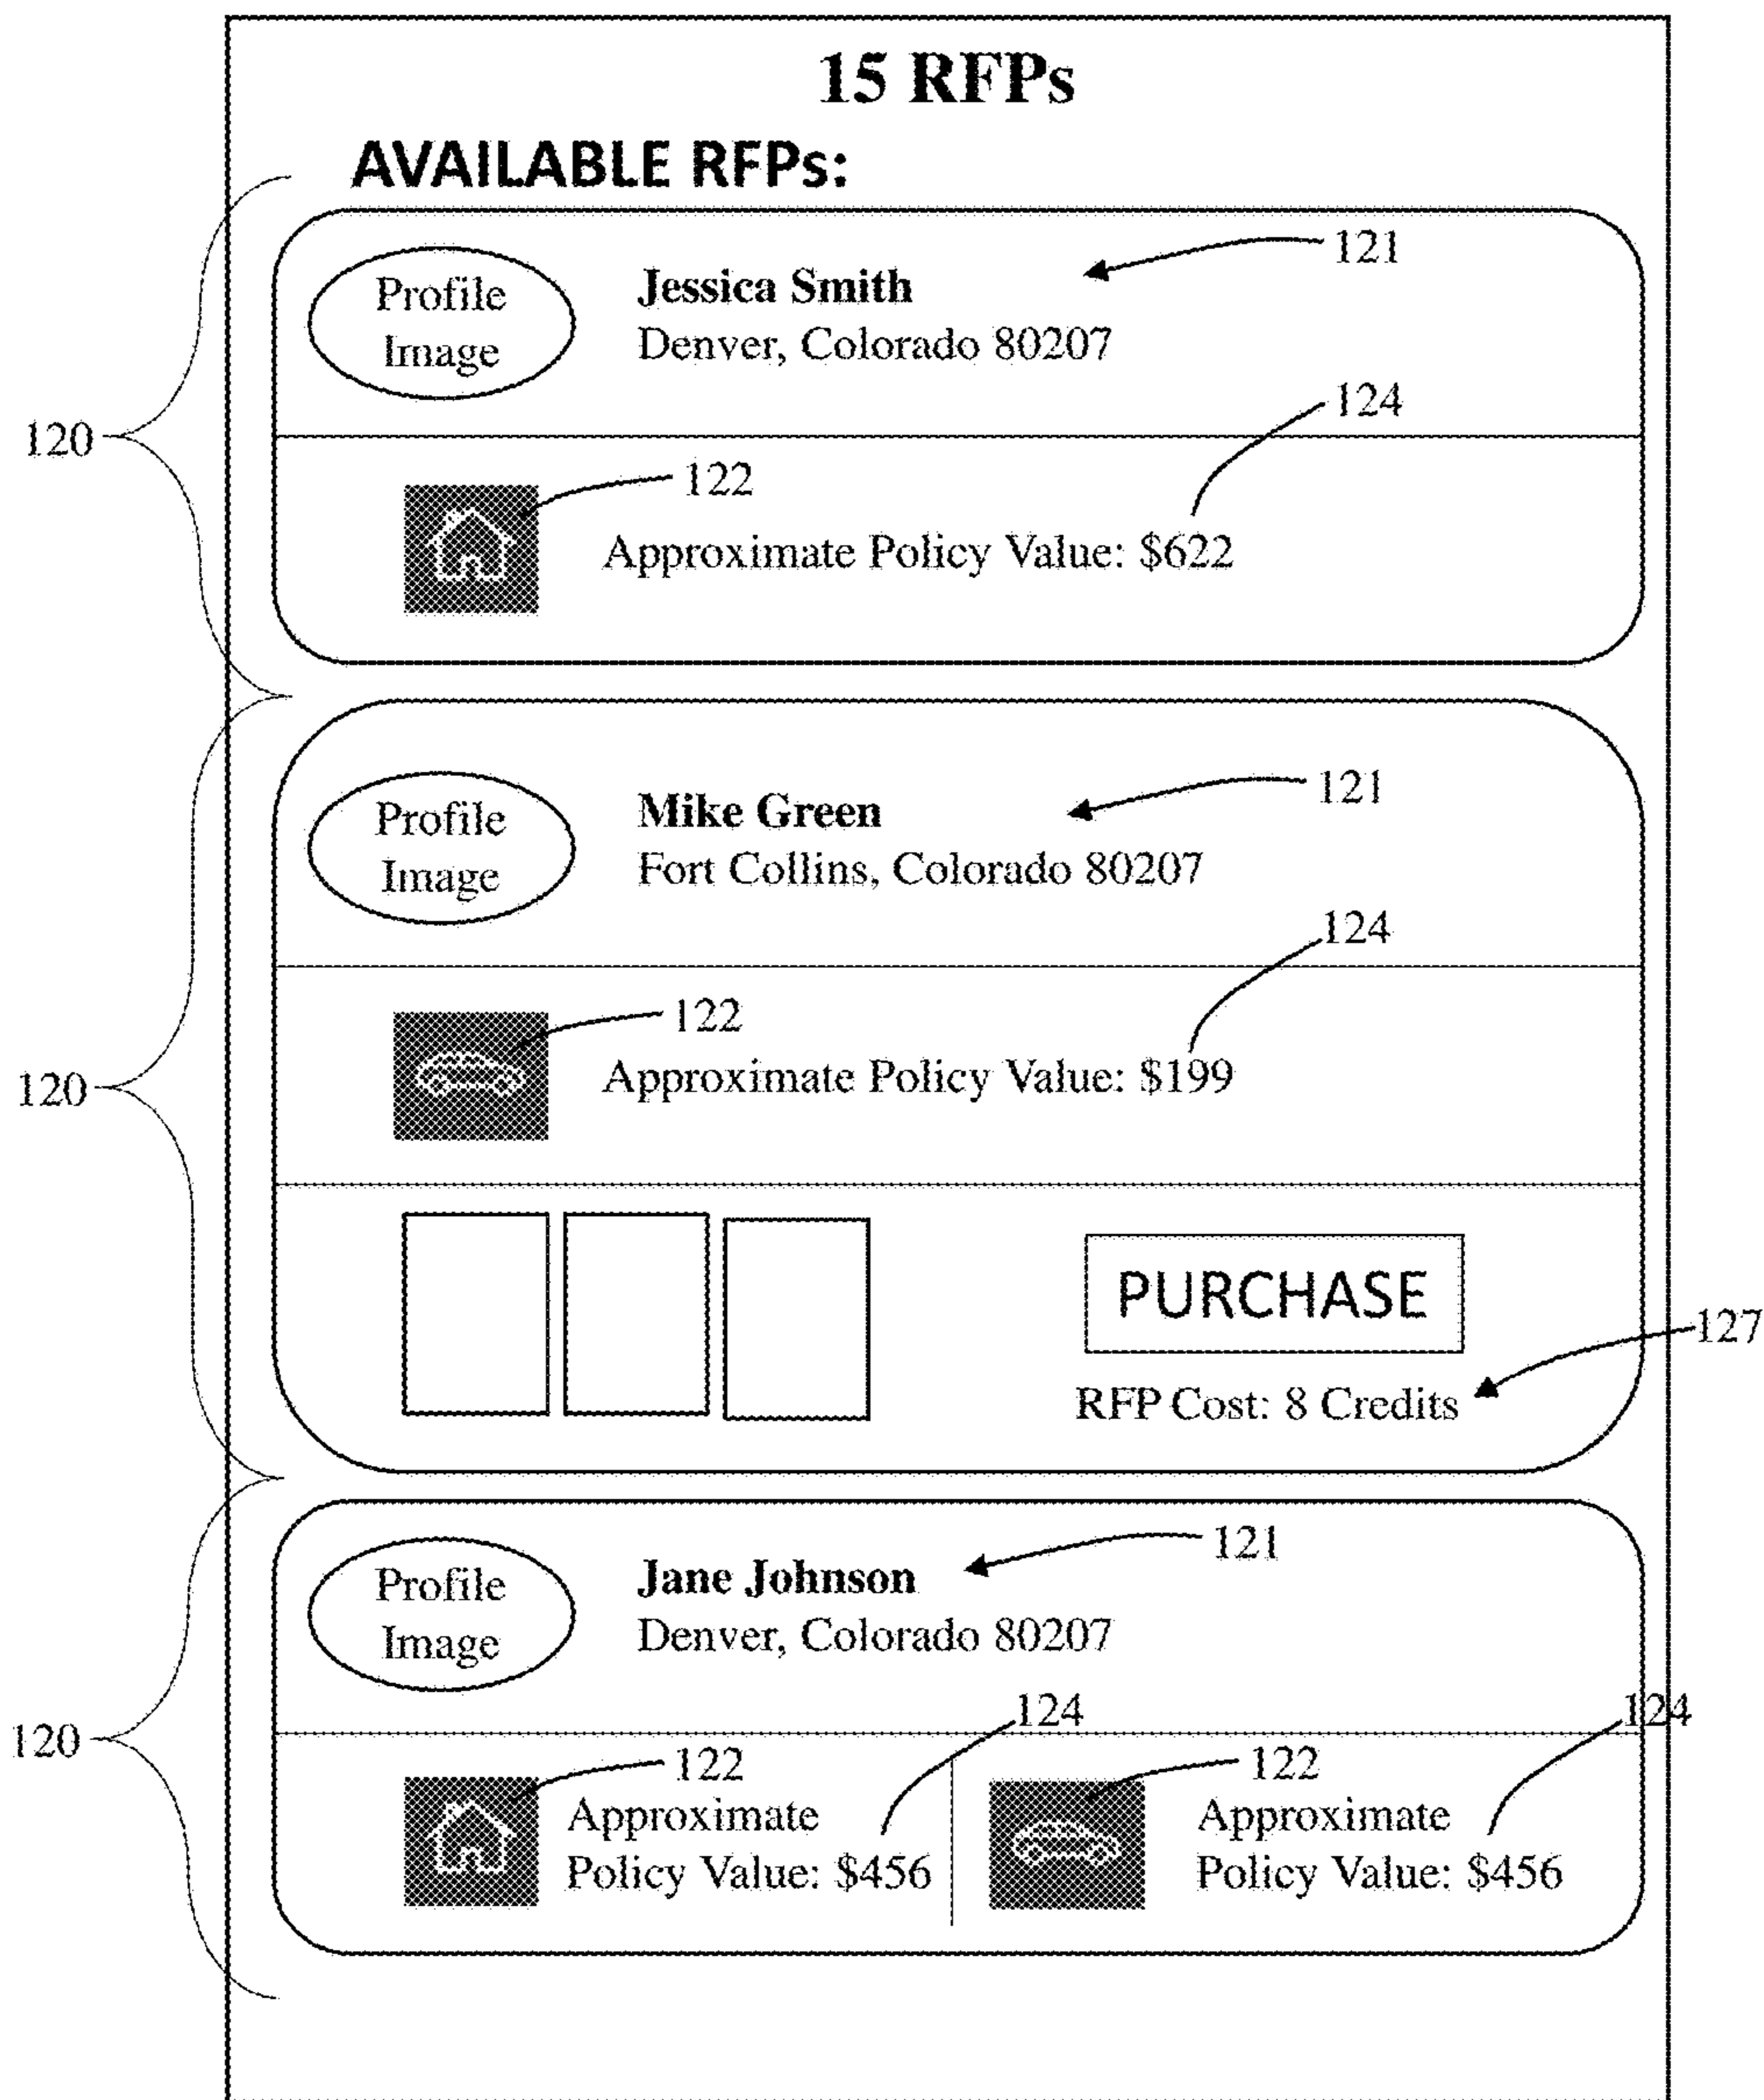 15 RFPs
AVAILABLE RFPs:
120
Profile
Image
Jessica Smith
Denver, Colorado 80207
121
124
122
Approximate Policy Value: $622
120
Profile
Image
Mike Green
Fort Collins, Colorado 80207
121
124
122
Approximate Policy Value: $199
PURCHASE
127
RFP Cost: 8 Credits
120
Profile
Image
Jane Johnson
Denver, Colorado 80207
121
124
124
122
Approximate
Policy Value: $456
122
Approximate
Policy Value: $456